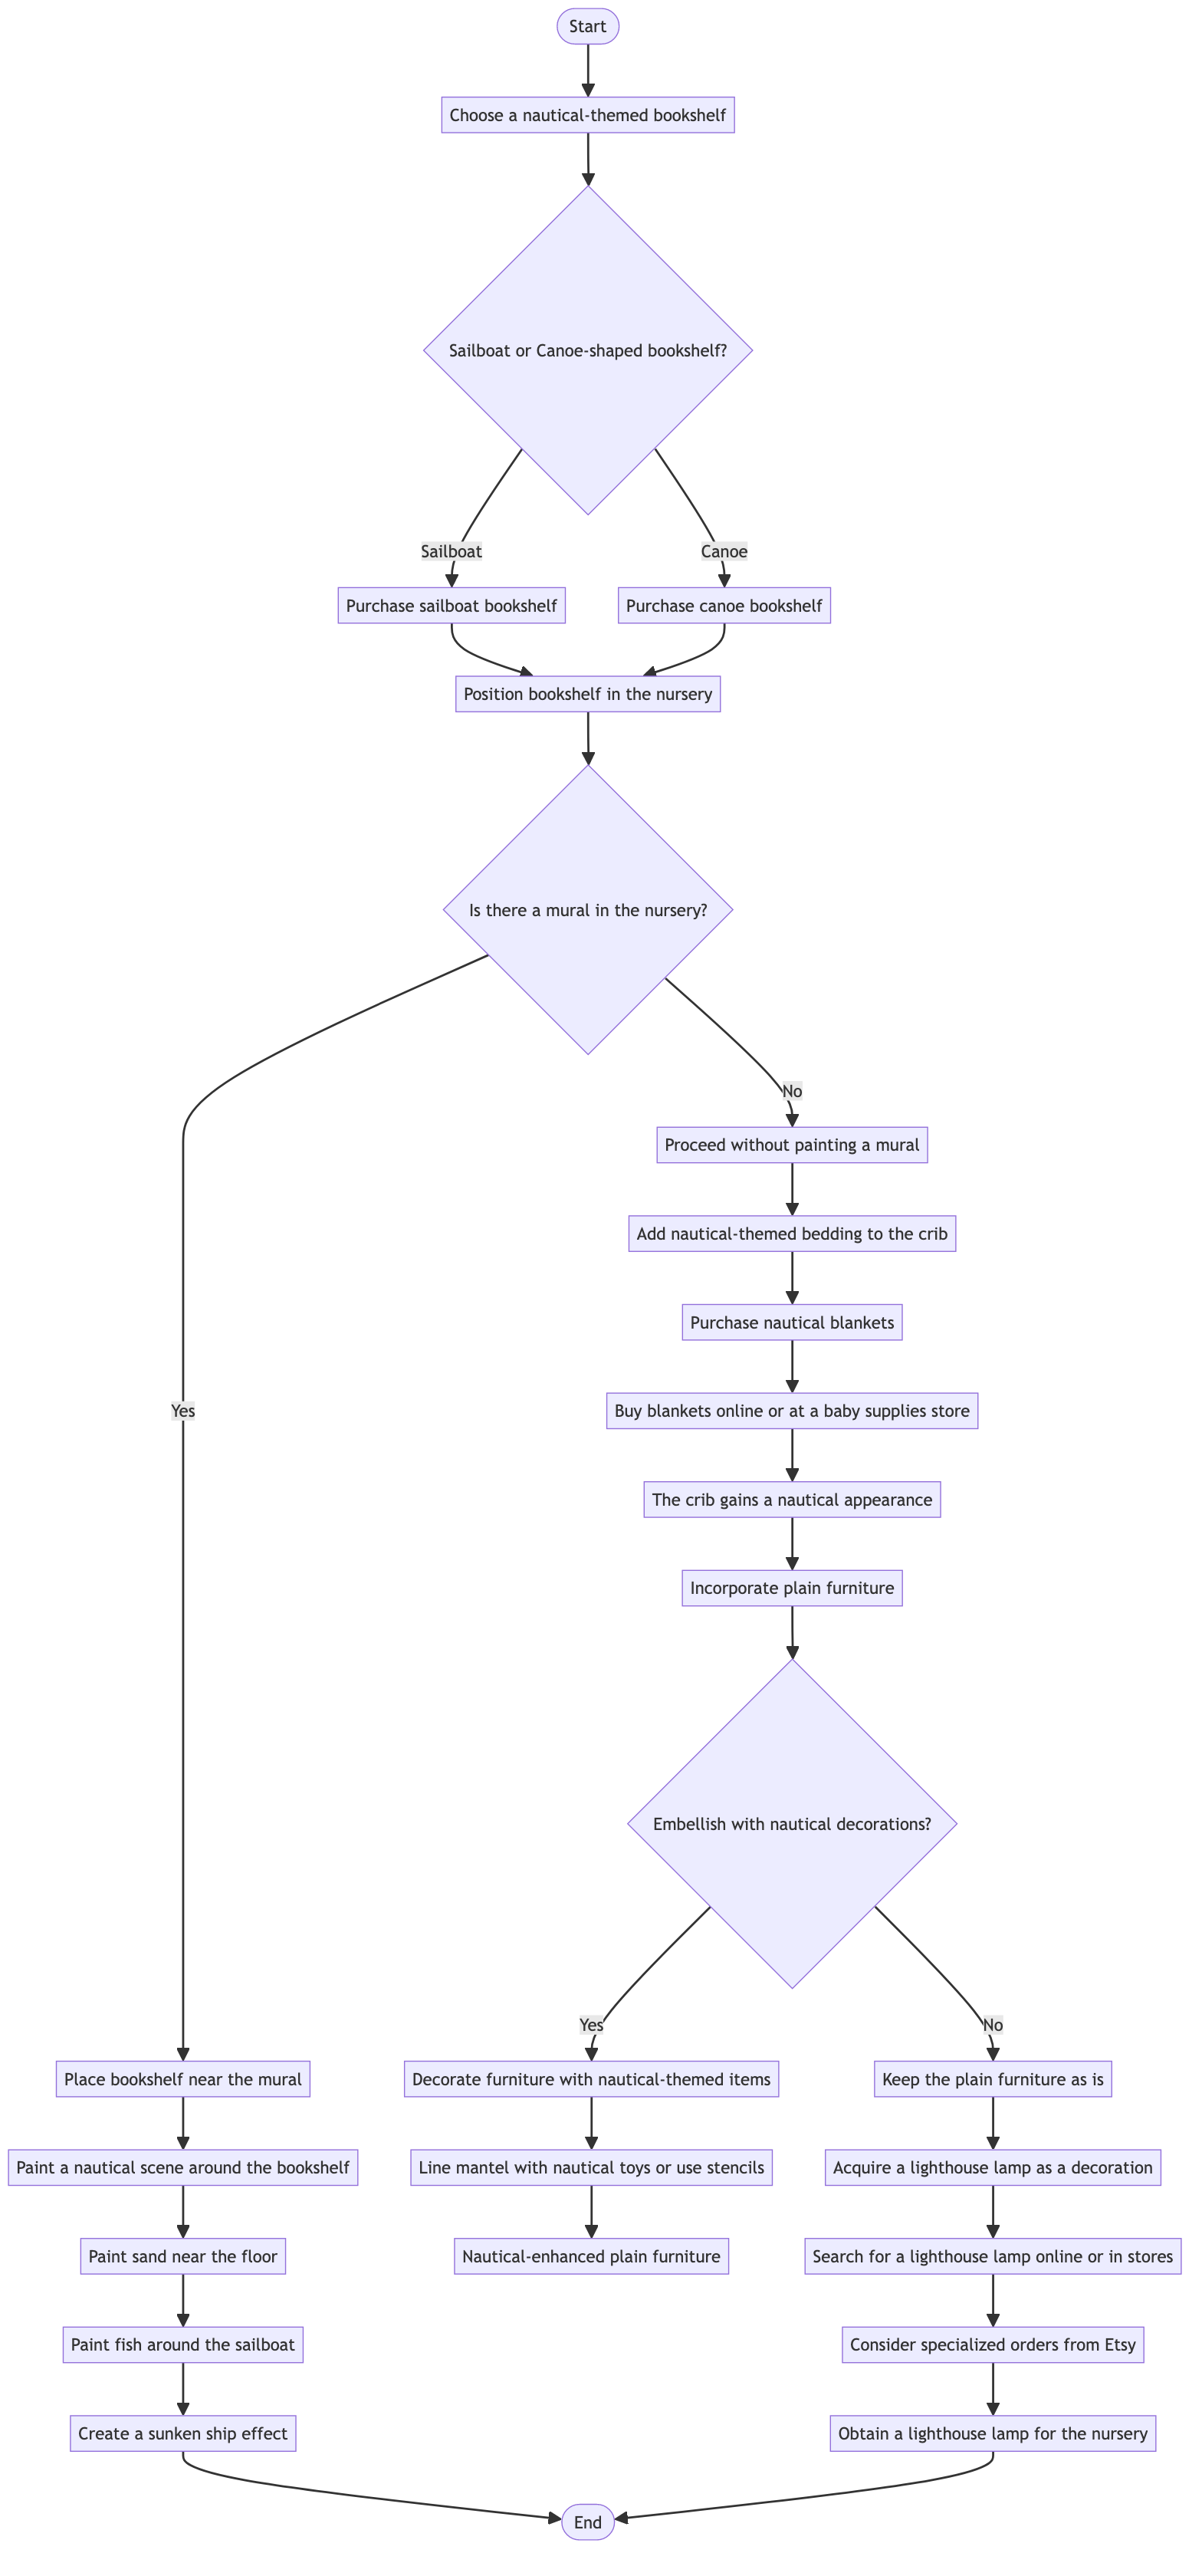 Start
Choose a nautical-themed bookshelf
Sailboat or Canoe-shaped bookshelf?
Sailboat
Canoe
Purchase sailboat bookshelf
Purchase canoe bookshelf
Position bookshelf in the nursery
Is there a mural in the nursery?
No
Proceed without painting a mural
Add nautical-themed bedding to the crib
Purchase nautical blankets
Yes
Buy blankets online or at a baby supplies store
The crib gains a nautical appearance
Incorporate plain furniture
Embellish with nautical decorations?
Yes
No
Place bookshelf near the mural
Decorate furniture with nautical-themed items
Keep the plain furniture as is
Paint a nautical scene around the bookshelf
Line mantel with nautical toys or use stencils
Acquire a lighthouse lamp as a decoration
Paint sand near the floor
Nautical-enhanced plain furniture
Search for a lighthouse lamp online or in stores
Paint fish around the sailboat
Consider specialized orders from Etsy
Create a sunken ship effect
Obtain a lighthouse lamp for the nursery
End